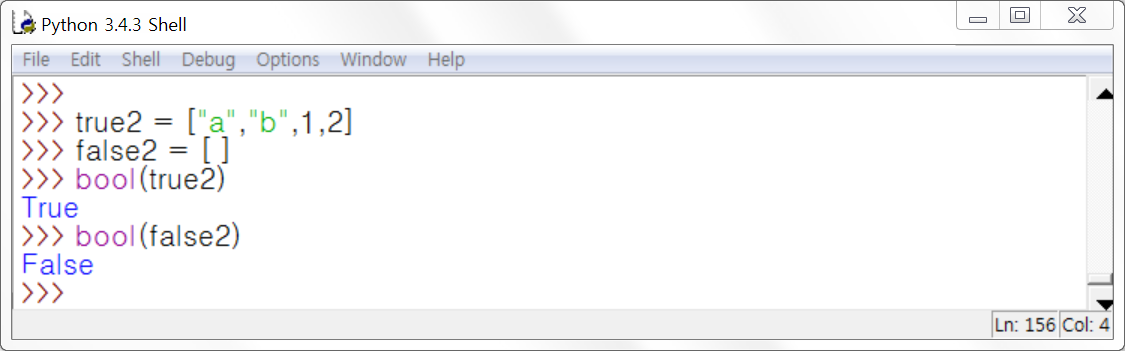 Python 3.4.3 Shell
File Edit Shell Debug Options Window Help
>>>
>>> true2 = ["a","b",1,2]
>>> false2 = [ ]
>>> bool(true2)
True
>>> bool(false2)
False
>>>
Ln: 156 Col: 4